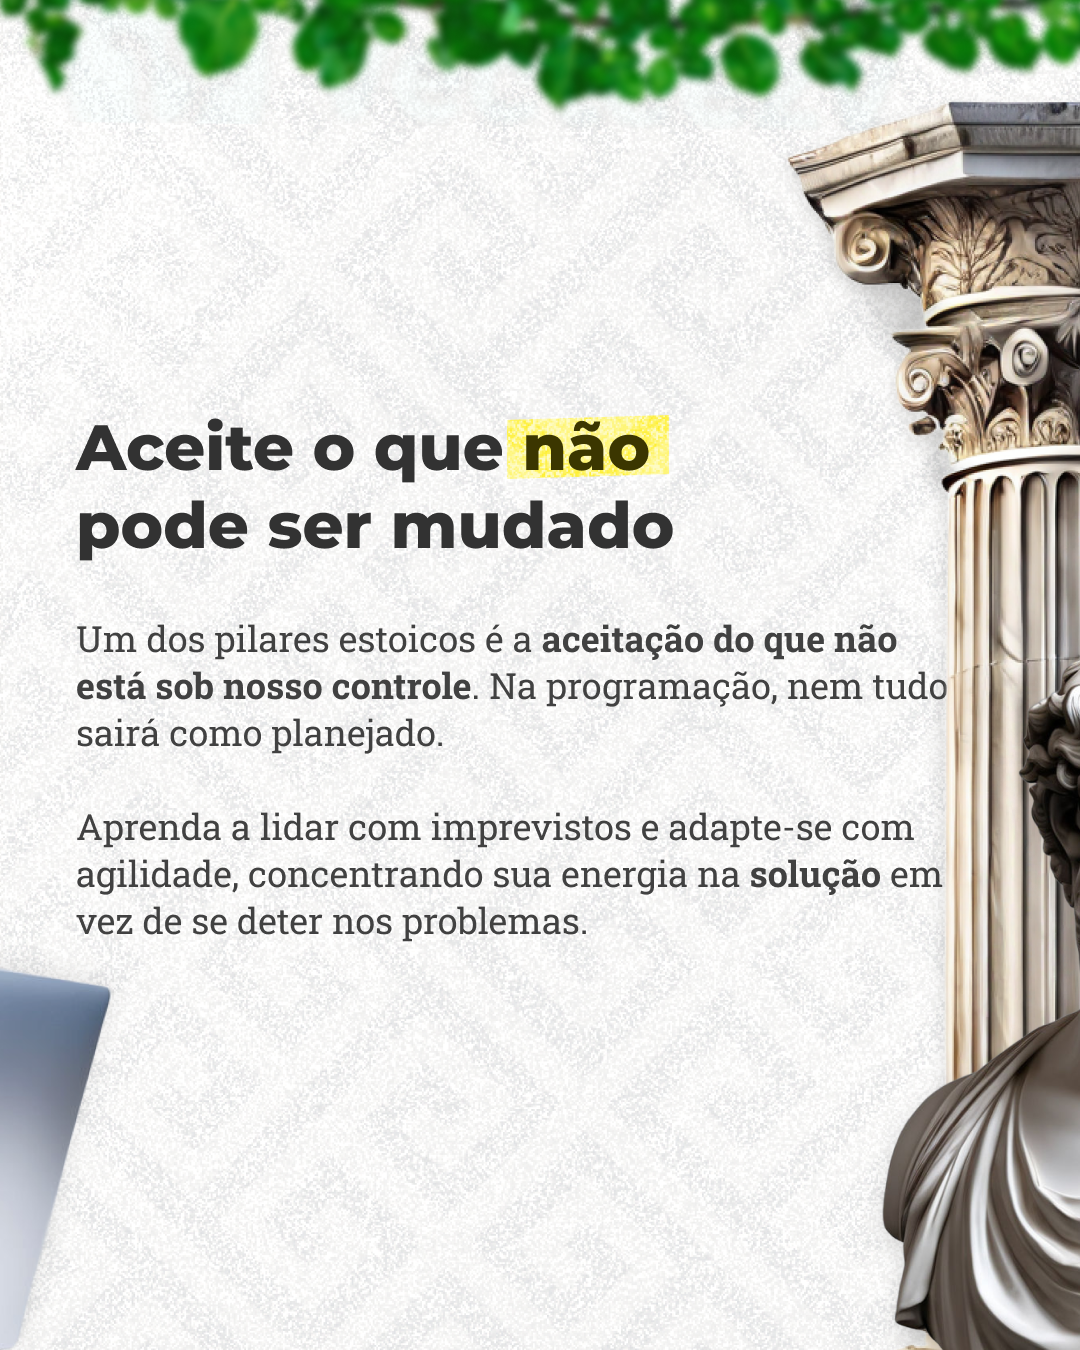 Aceite o que não
pode ser mudado
Um dos pilares estoicos é a aceitação do que não
está sob nosso controle. Na programação, nem tudo
sairá como planejado.
Aprenda a lidar com imprevistos e adapte-se com
agilidade, concentrando sua energia na solução em
vez de se deter nos problemas.